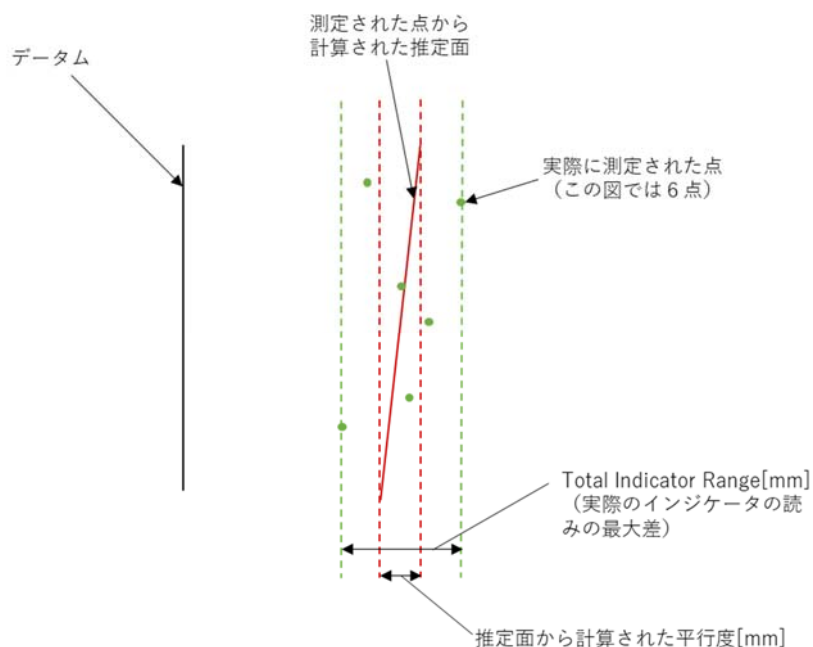 測定された点から
計算された推定面
データム
実際に測定された点
（この図では６点）
Total Indicator Range[mm]
（実際のインジケータの読
みの最大差）
推定面から計算された平行度[mm]